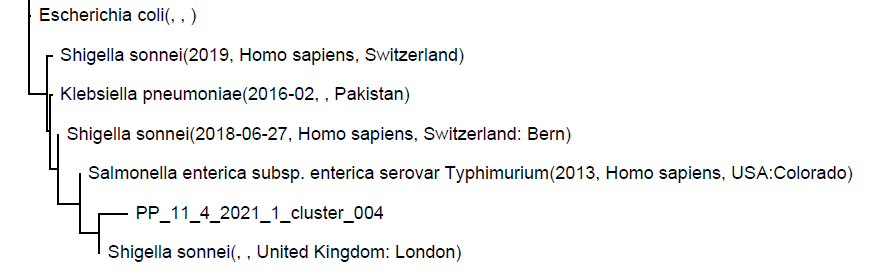 Escherichia coli(, , )
Shigella sonnei(2019, Homo sapiens, Switzerland)
Klebsiella pneumoniae(2016-02, , Pakistan)
Shigella sonnei(2018-06-27, Homo sapiens, Switzerland: Bern)
Salmonella enterica subsp. enterica serovar Typhimurium(2013, Homo sapiens, USA:Colorado)
PP_11_4_2021_1_cluster_004
Shigella sonnei(, , United Kingdom: London)